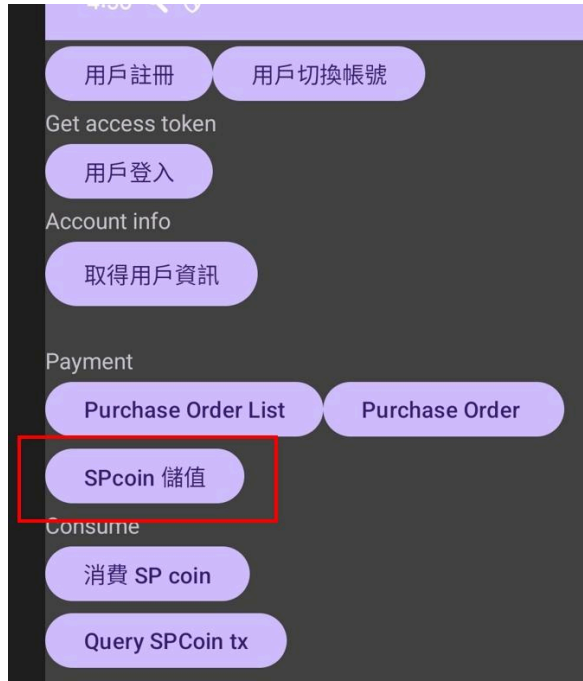 用戶註冊 用戶切換帳號
Get access token
用戶登入
Account info
取得用戶資訊
Payment
Purchase Order List Purchase Order
SPcoin 儲值
Consume
消費 SP coin
Query SPCoin tx